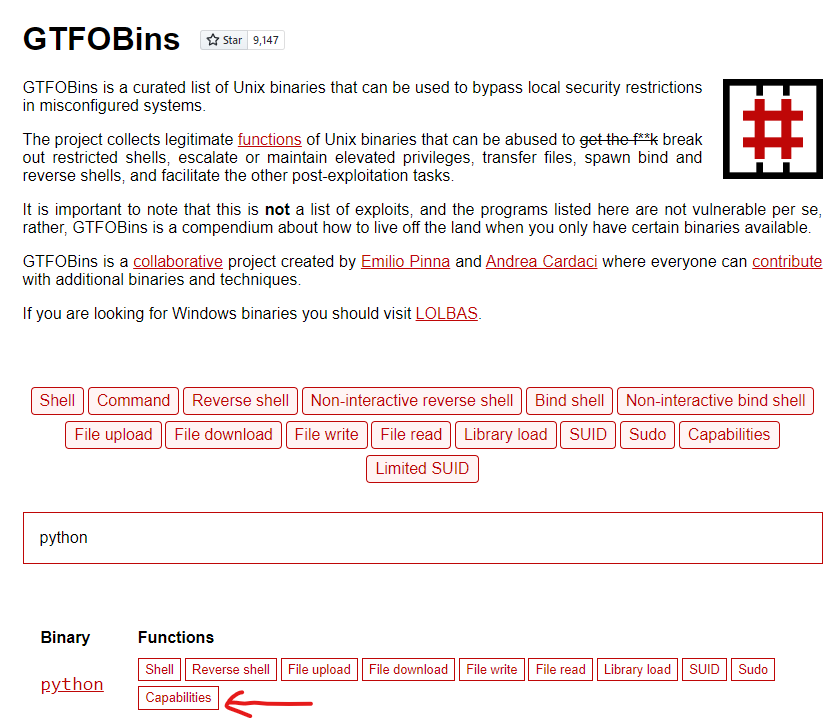 GTFOBins Star 9,147
GTFOBins is a curated list of Unix binaries that can be used to bypass local security restrictions
in misconfigured systems.
The project collects legitimate functions of Unix binaries that can be abused to get the f**k break
out restricted shells, escalate or maintain elevated privileges, transfer files, spawn bind and
reverse shells, and facilitate the other post-exploitation tasks.
It is important to note that this is not a list of exploits, and the programs listed here are not vulnerable per se,
rather, GTFOBins is a compendium about how to live off the land when you only have certain binaries available.
GTFOBins is a collaborative project created by Emilio Pinna and Andrea Cardaci where everyone can contribute
with additional binaries and techniques.
If you are looking for Windows binaries you should visit LOLBAS.
Shell Command Reverse shell Non-interactive reverse shell Bind shell Non-interactive bind shell
File upload File download File write File read Library load SUID Sudo Capabilities
Limited SUID
python
Binary Functions
python Shell Reverse shell File upload File download File write File read Library load SUID Sudo
Capabilities